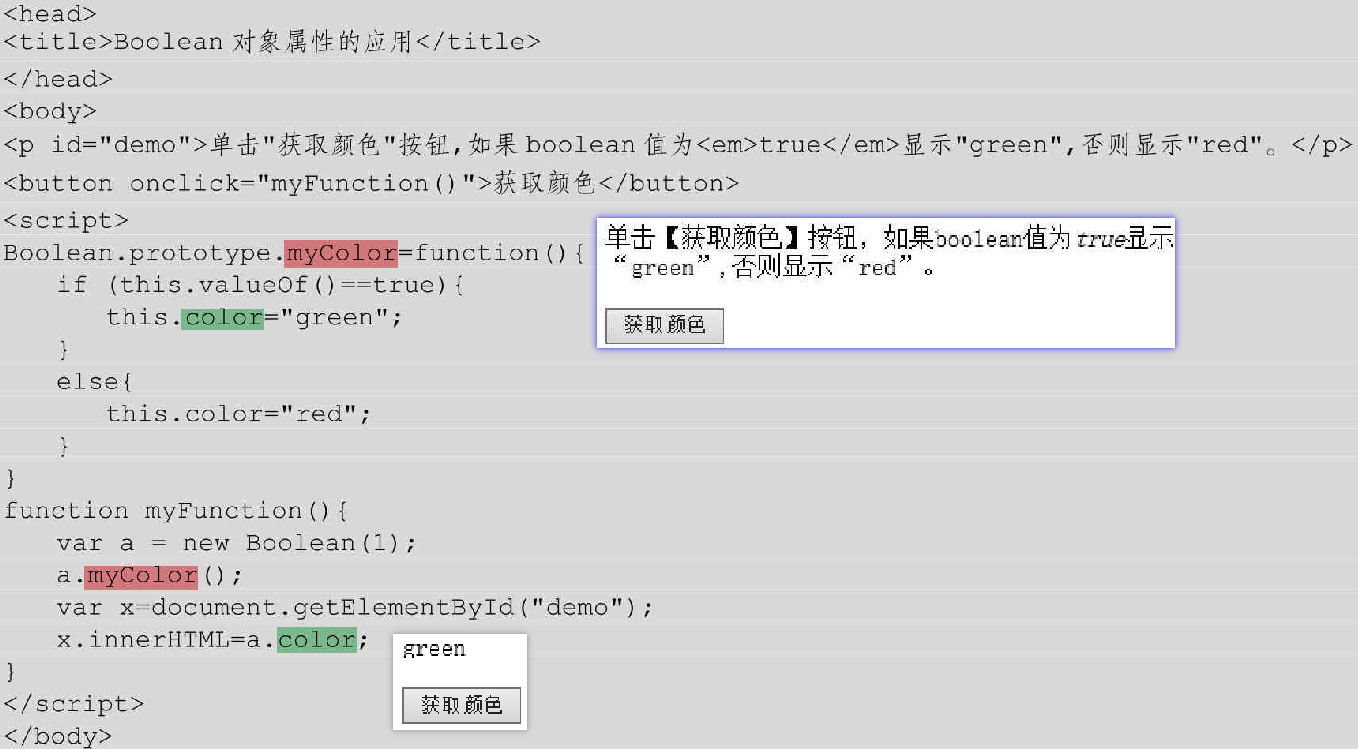 <head>
<title>Boolean 对象属性的应用</title>
</head>
<body>
<p id="demo">单击"获取颜色"按钮,如果 boolean 值为<em>true</em>显示"green",否则显示"red"。</p>
<button onclick="myFunction()">获取颜色</button>
<script>
Boolean.prototype.myColor=function(){
if (this.valueOf()==true){
this.color="green";
}
else{
this.color="red";
}
}
function myFunction(){
var a = new Boolean(1);
a.myColor();
var x=document.getElementById("demo");
x.innerHTML=a.color;
}
</script>
</body>
单击【获取颜色】按钮，如果boolean值为true显示
“green”,否则显示“red”。
获取颜色
green
获取颜色